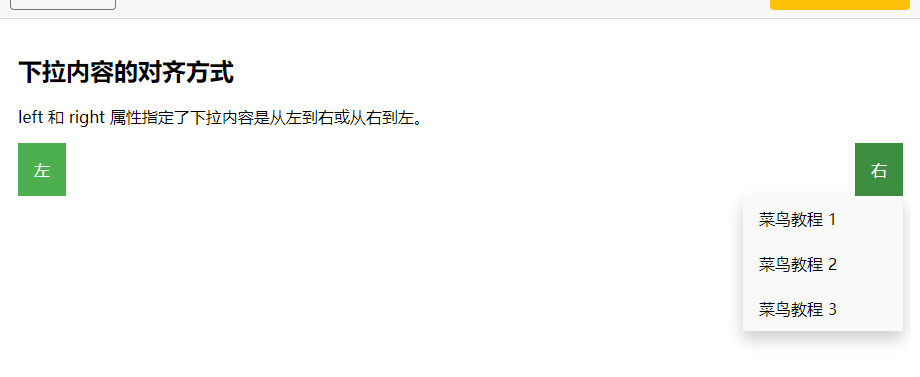 下拉内容的对齐方式
left 和 right 属性指定了下拉内容是从左到右或从右到左。
左
右
菜鸟教程 1
菜鸟教程 2
菜鸟教程 3